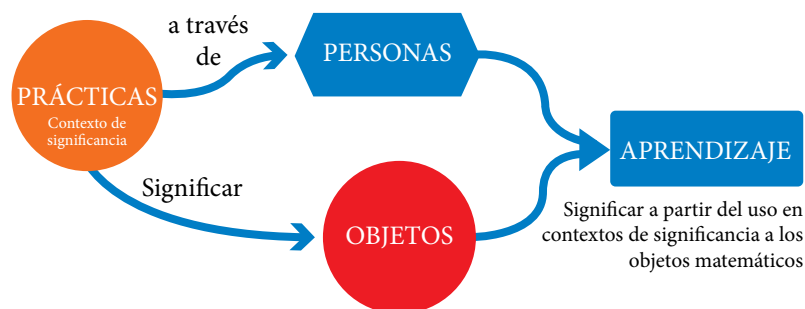 a través
de
PERSONAS
PRÁCTICAS
Contexto de
significancia
Significar
OBJETOS
APRENDIZAJE
Significar a partir del uso en
contextos de significancia a los
objetos matemáticos